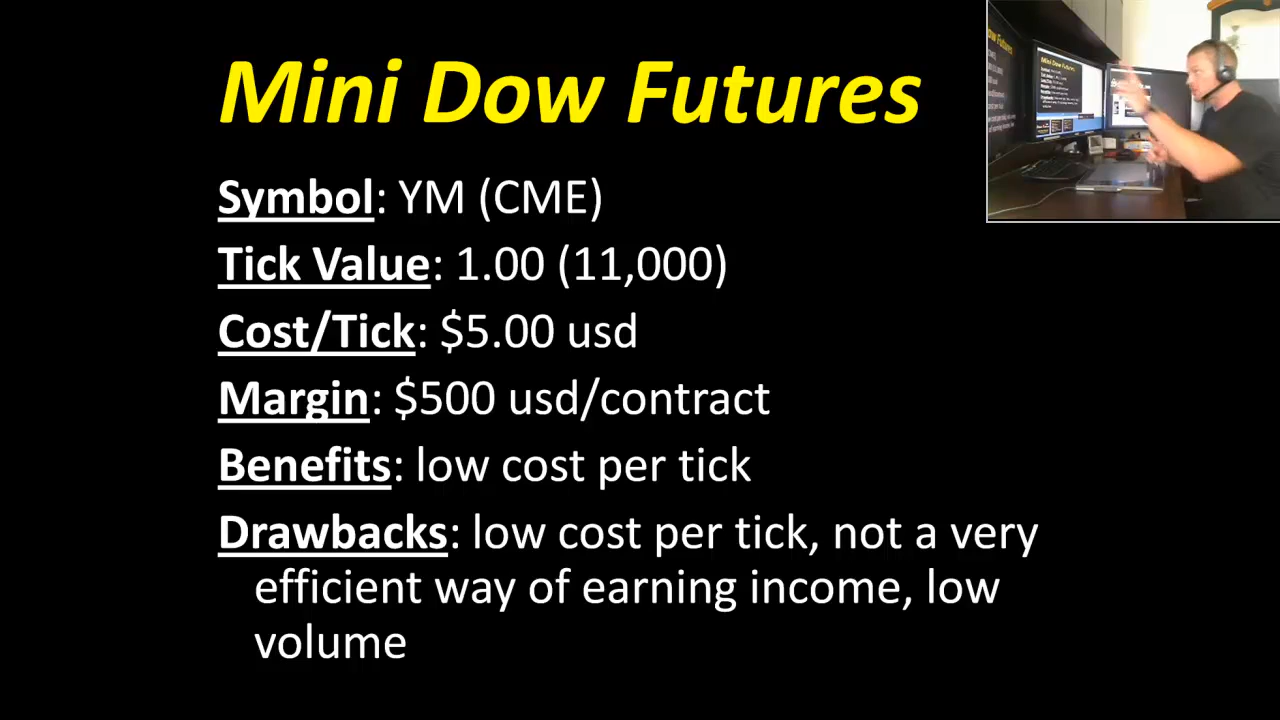 Mini Dow Futures
Symbol: YM (CME)
Tick Value: 1.00 (11,000)
Cost/Tick: $5.00 usd
Margin: $500 usd/contract
Benefits: low cost per tick
Drawbacks: low cost per tick, not a very
efficient way of earning income, low
volume